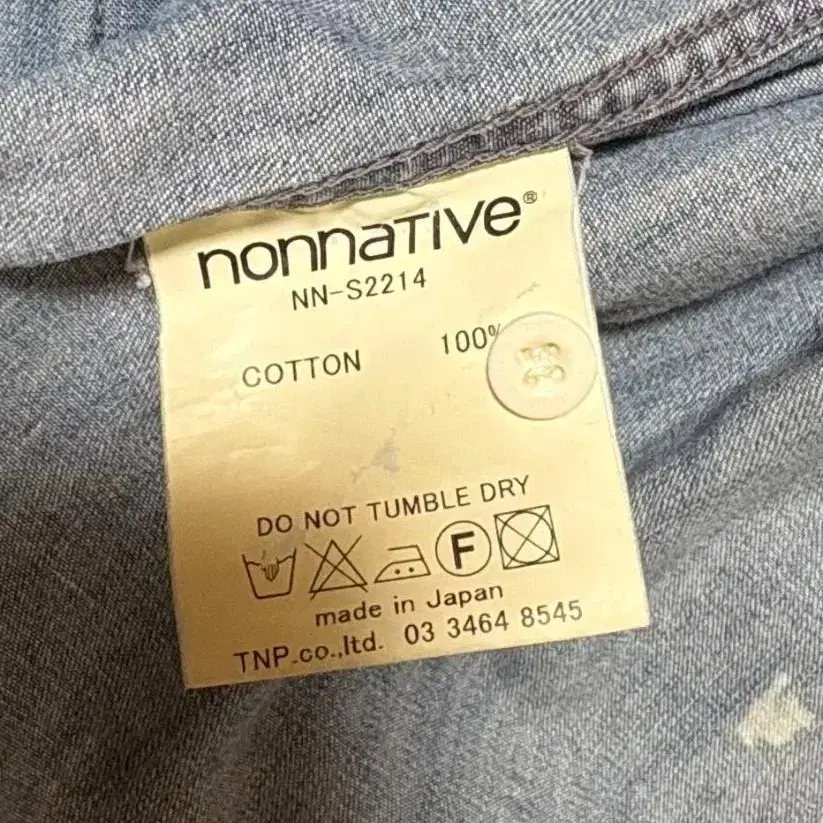 nonnative®
NN-S2214
COTTON 100%
DO NOT TUMBLE DRY
F
made in Japan
TNP.co.,ltd. 03 3464 8545